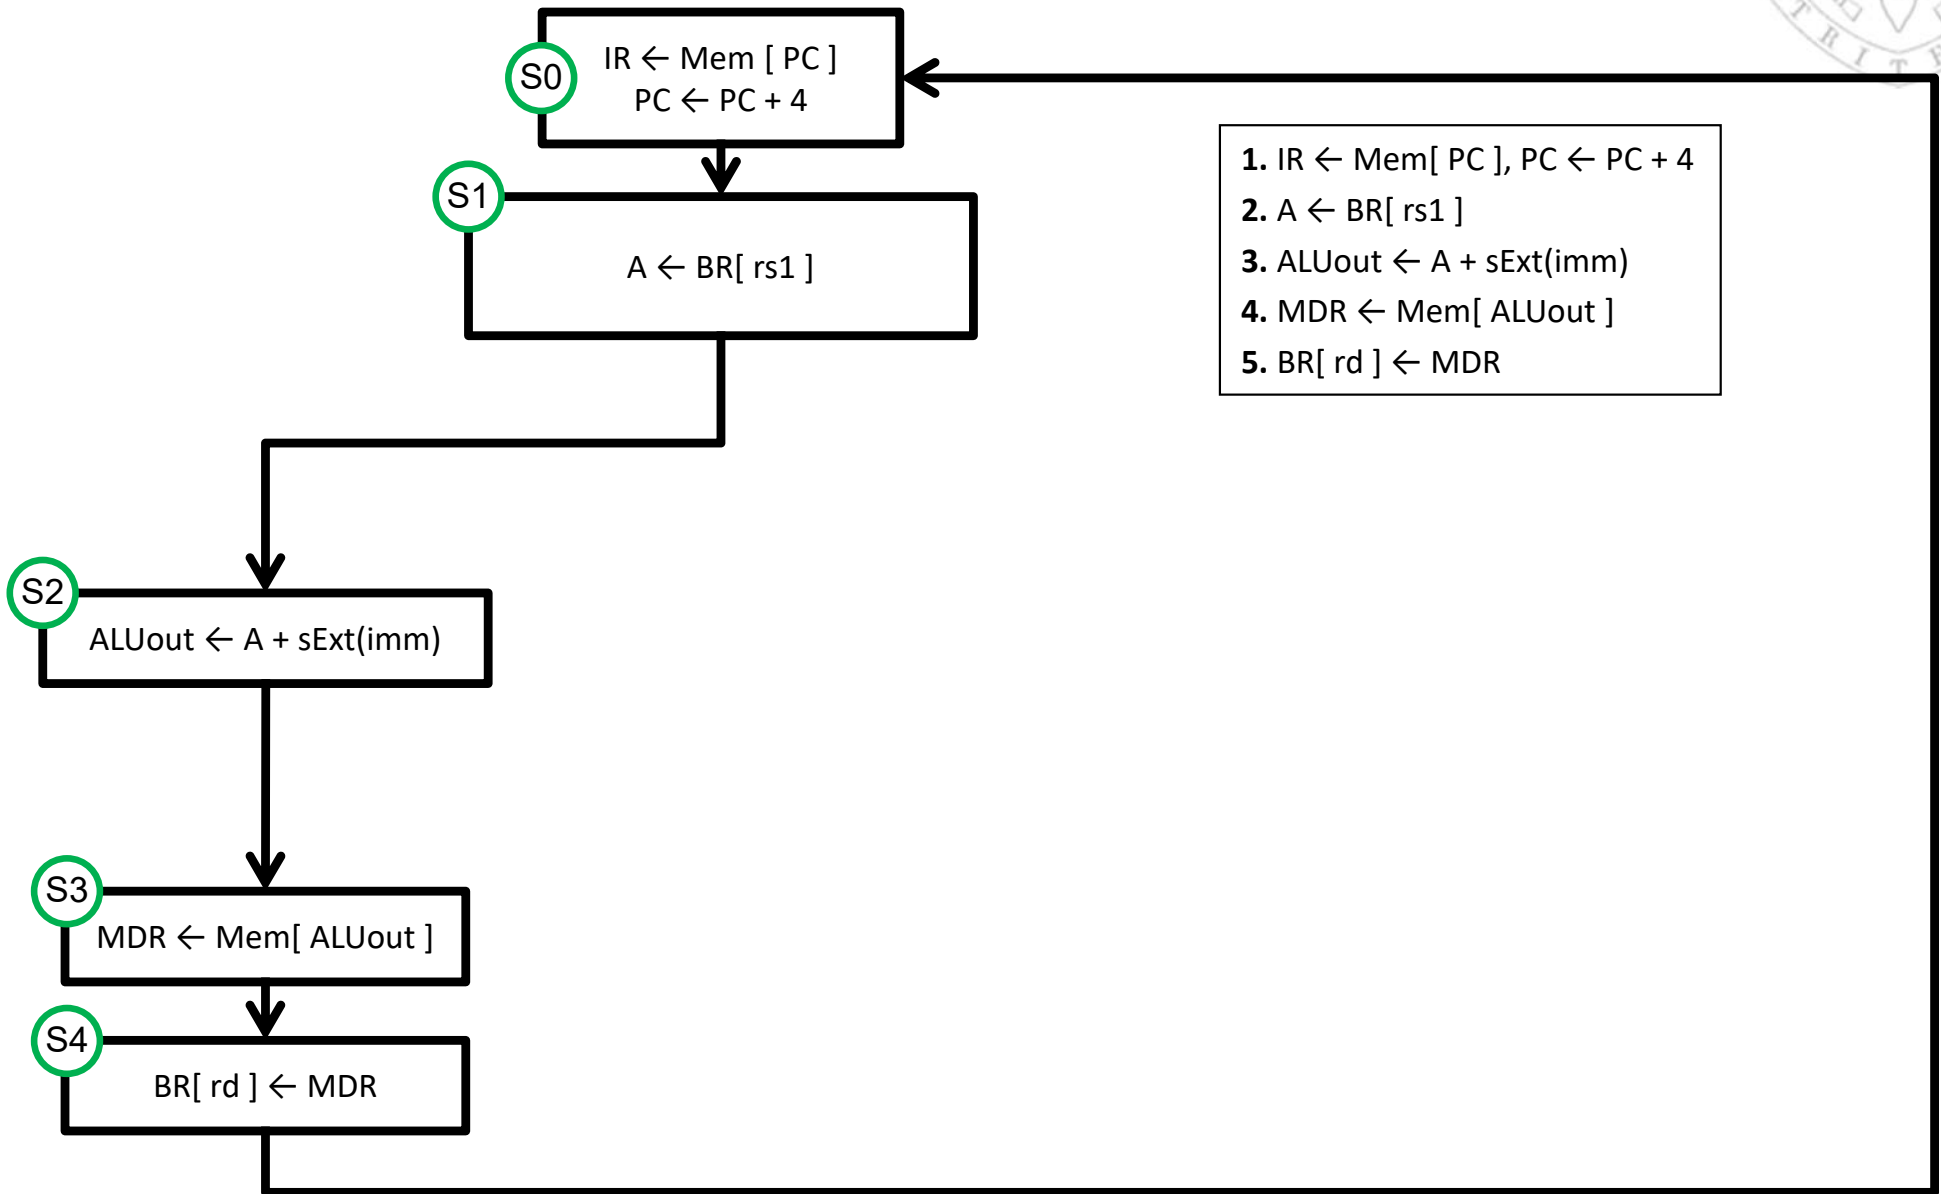 S0
IR ← Mem [ PC ]
PC ← PC + 4
S1
A ← BR[ rs1 ]
1. IR ← Mem[ PC ], PC ← PC + 4
2. A ← BR[ rs1 ]
3. ALUout ← A + sExt(imm)
4. MDR ← Mem[ ALUout ]
5. BR[ rd ] ← MDR
S2
ALUout ← A + sExt(imm)
S3
MDR ← Mem[ ALUout ]
S4
BR[ rd ] ← MDR